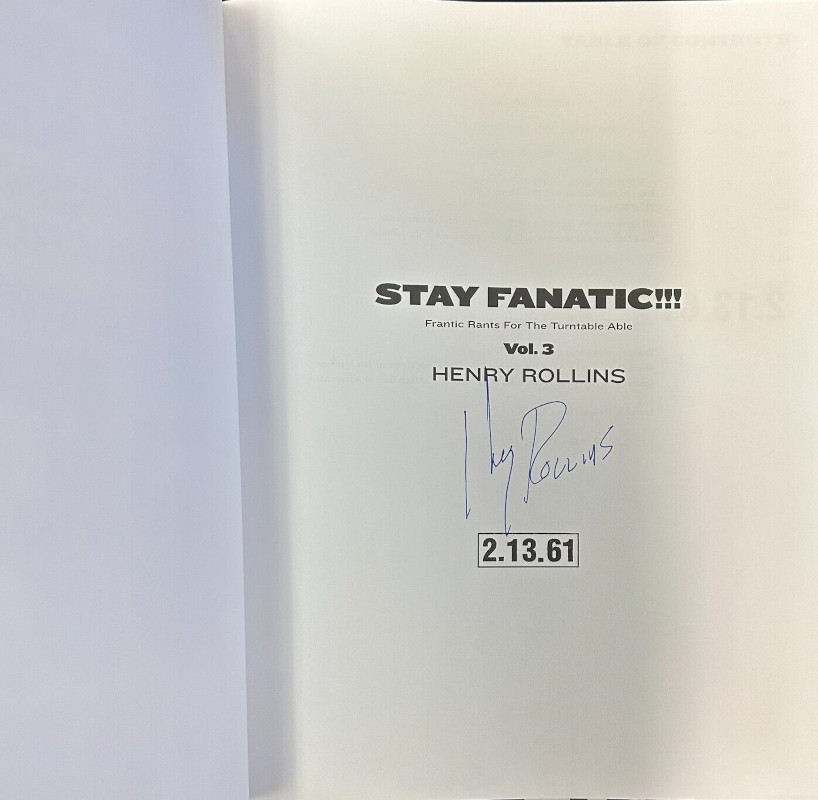 STAY FANATIC!!!
Frantic Rants For The Turntable Able
Vol. 3
HENRY ROLLINS
Henry Rollins
2.13.61